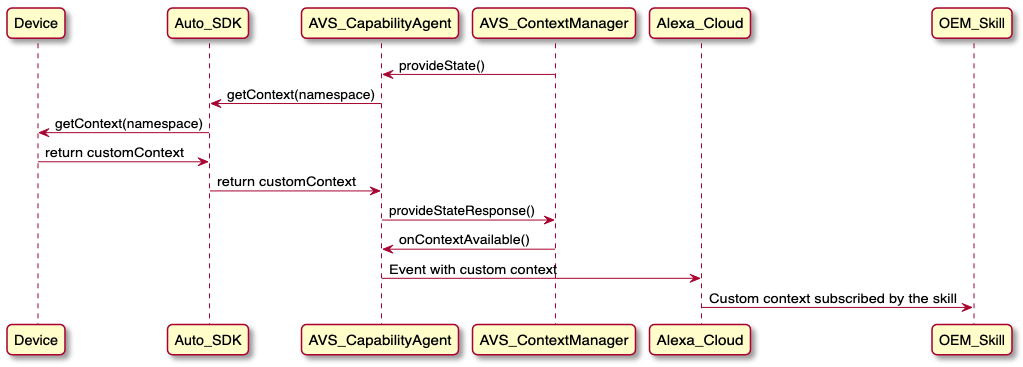 Device Auto_SDK AVS_CapabilityAgent AVS_ContextManager Alexa_Cloud OEM_Skill
provideState()
getContext(namespace)
getContext(namespace)
return customContext
return customContext
provideStateResponse()
onContextAvailable()
Event with custom context
Custom context subscribed by the skill
Device Auto_SDK AVS_CapabilityAgent AVS_ContextManager Alexa_Cloud OEM_Skill